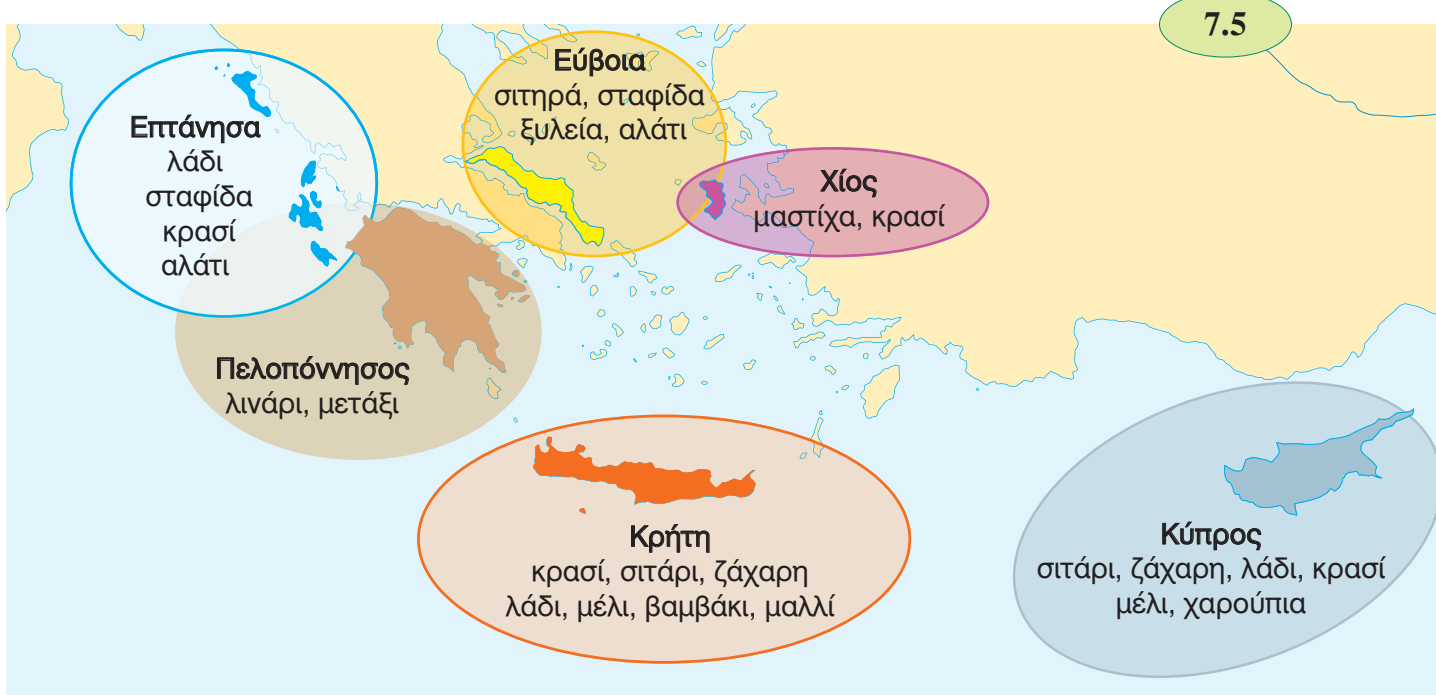 7.5
Εύβοια
σιτηρά, σταφίδα
ξυλεία, αλάτι
Επτάνησα
λάδι
σταφίδα
κρασί
αλάτι
Χίος
μαστίχα, κρασί
Πελοπόννησος
λινάρι, μετάξι
Κρήτη
κρασί, σιτάρι, ζάχαρη
λάδι, μέλι, βαμβάκι, μαλλί
Κύπρος
σιτάρι, ζάχαρη, λάδι, κρασί
μέλι, χαρούπια